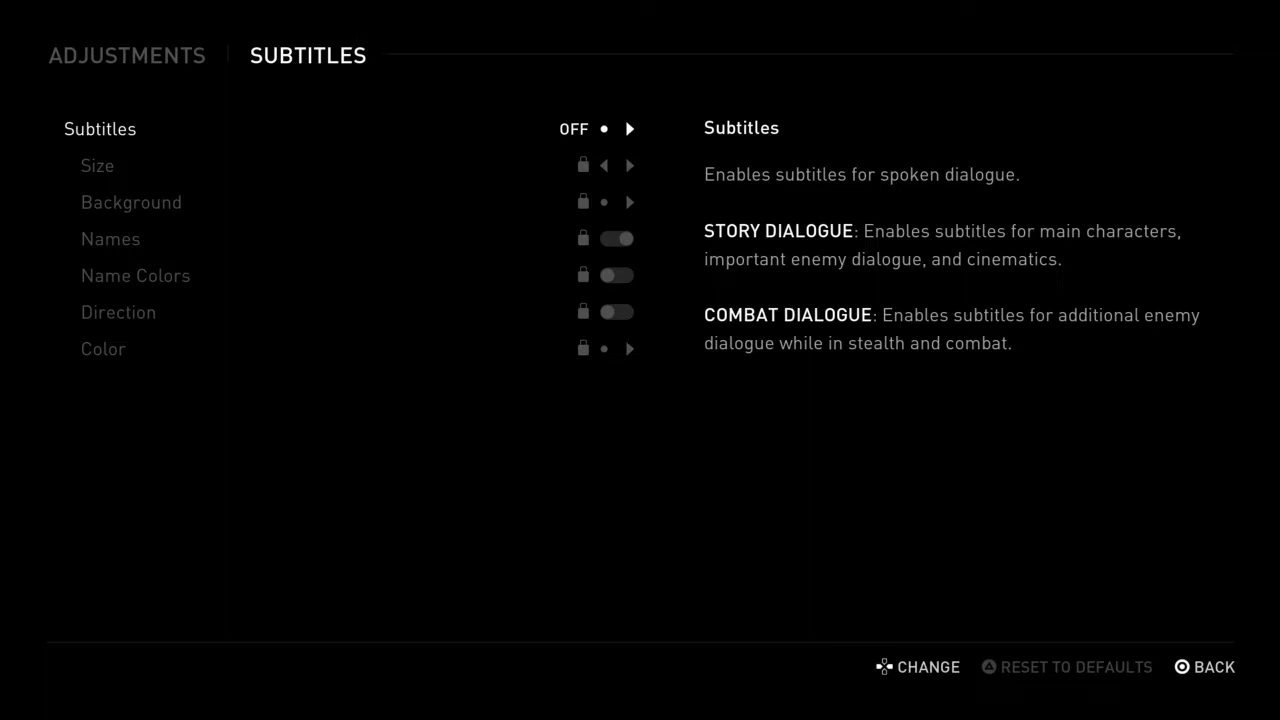 ADJUSTMENTS SUBTITLES
Subtitles OFF
Size
Background
Names
Name Colors
Direction
Color
Subtitles
Enables subtitles for spoken dialogue.
STORY DIALOGUE: Enables subtitles for main characters,
important enemy dialogue, and cinematics.
COMBAT DIALOGUE: Enables subtitles for additional enemy
dialogue while in stealth and combat.
CHANGE RESET TO DEFAULTS BACK